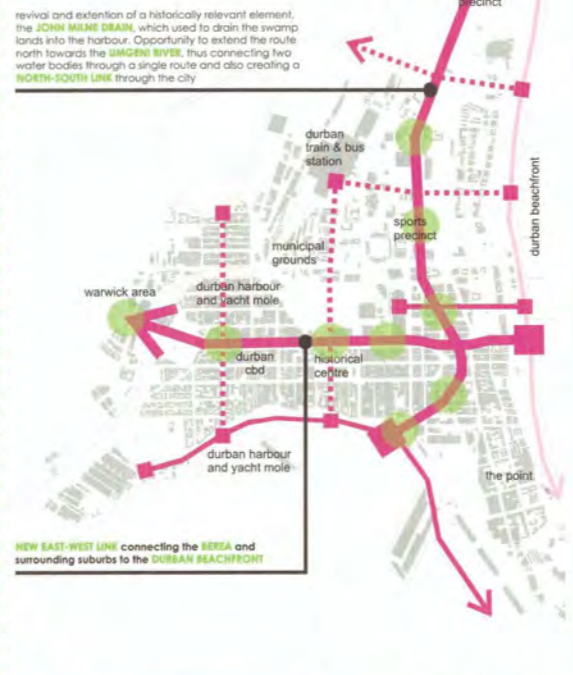 precinct
revival and extention of a historically relevant element,
the JOHN MILNE DRAIN, which used to drain the swamp
lands into the harbour. Opportunity to extend the route
north towards the UMGENI RIVER, thus connecting two
water bodies through a single route and also creating a
NORTH-SOUTH LINK through the city
durban
train & bus
station
durban beachfront
sports
precinct
municipal
grounds
warwick area
durban harbour
and yacht mole
durban
cbd
historical
centre
durban harbour
and yacht mole
the point
NEW EAST-WEST LINK connecting the BEREA and
surrounding suburbs to the DURBAN BEACHFRONT